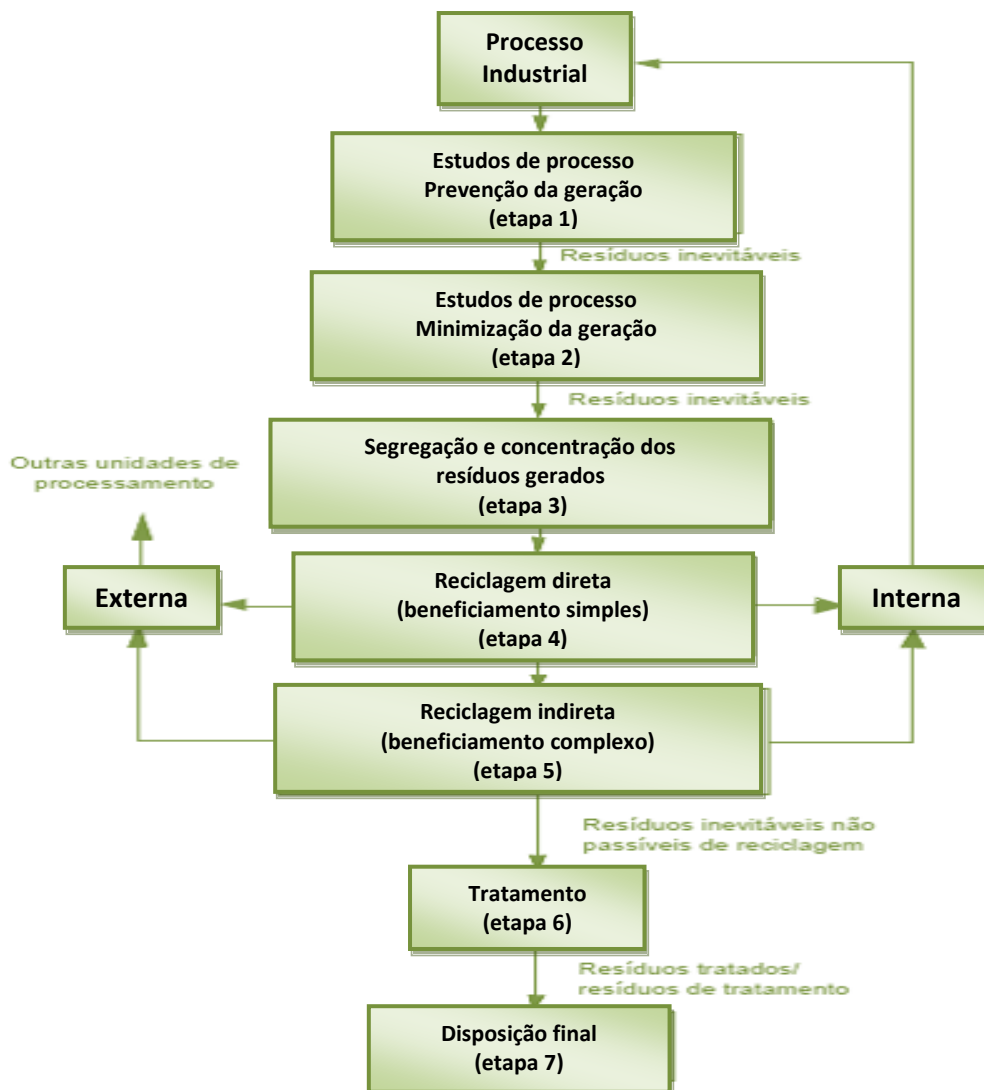 Processo
Industrial
Estudos de processo
Prevenção da geração
(etapa 1)
Resíduos inevitáveis
Estudos de processo
Minimização da geração
(etapa 2)
Resíduos inevitáveis
Segregação e concentração dos
resíduos gerados
(etapa 3)
Outras unidades de
processamento
Externa
Reciclagem direta
(beneficiamento simples)
(etapa 4)
Interna
Reciclagem indireta
(beneficiamento complexo)
(etapa 5)
Resíduos inevitáveis não
passíveis de reciclagem
Tratamento
(etapa 6)
Resíduos tratados/
resíduos de tratamento
Disposição final
(etapa 7)